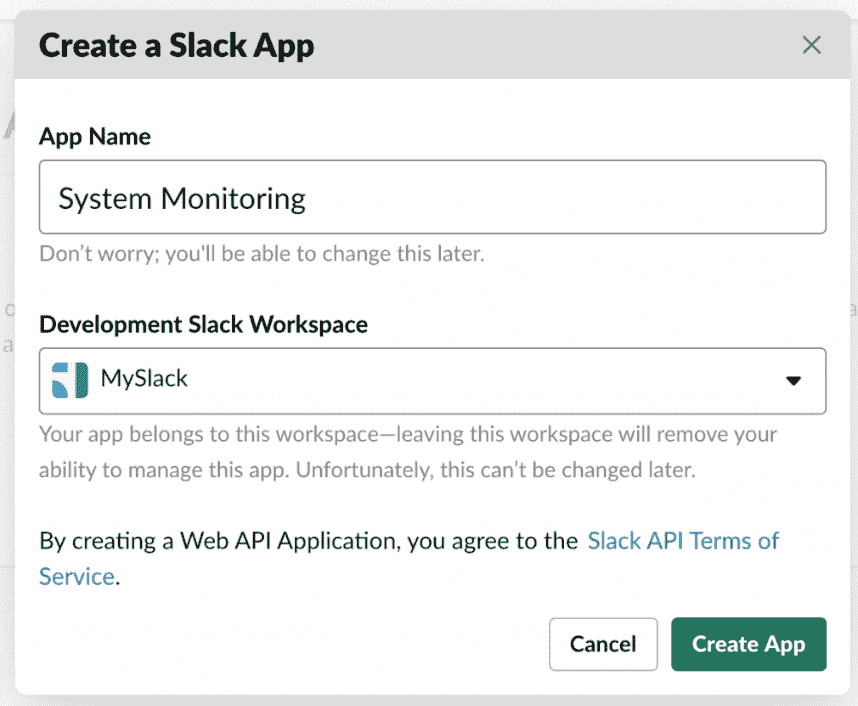 Create a Slack App
App Name
System Monitoring
Don’t worry; you'll be able to change this later.
Development Slack Workspace
MySlack
Your app belongs to this workspace—leaving this workspace will remove your
ability to manage this app. Unfortunately, this can’t be changed later.
By creating a Web API Application, you agree to the Slack API Terms of
Service.
Cancel Create App